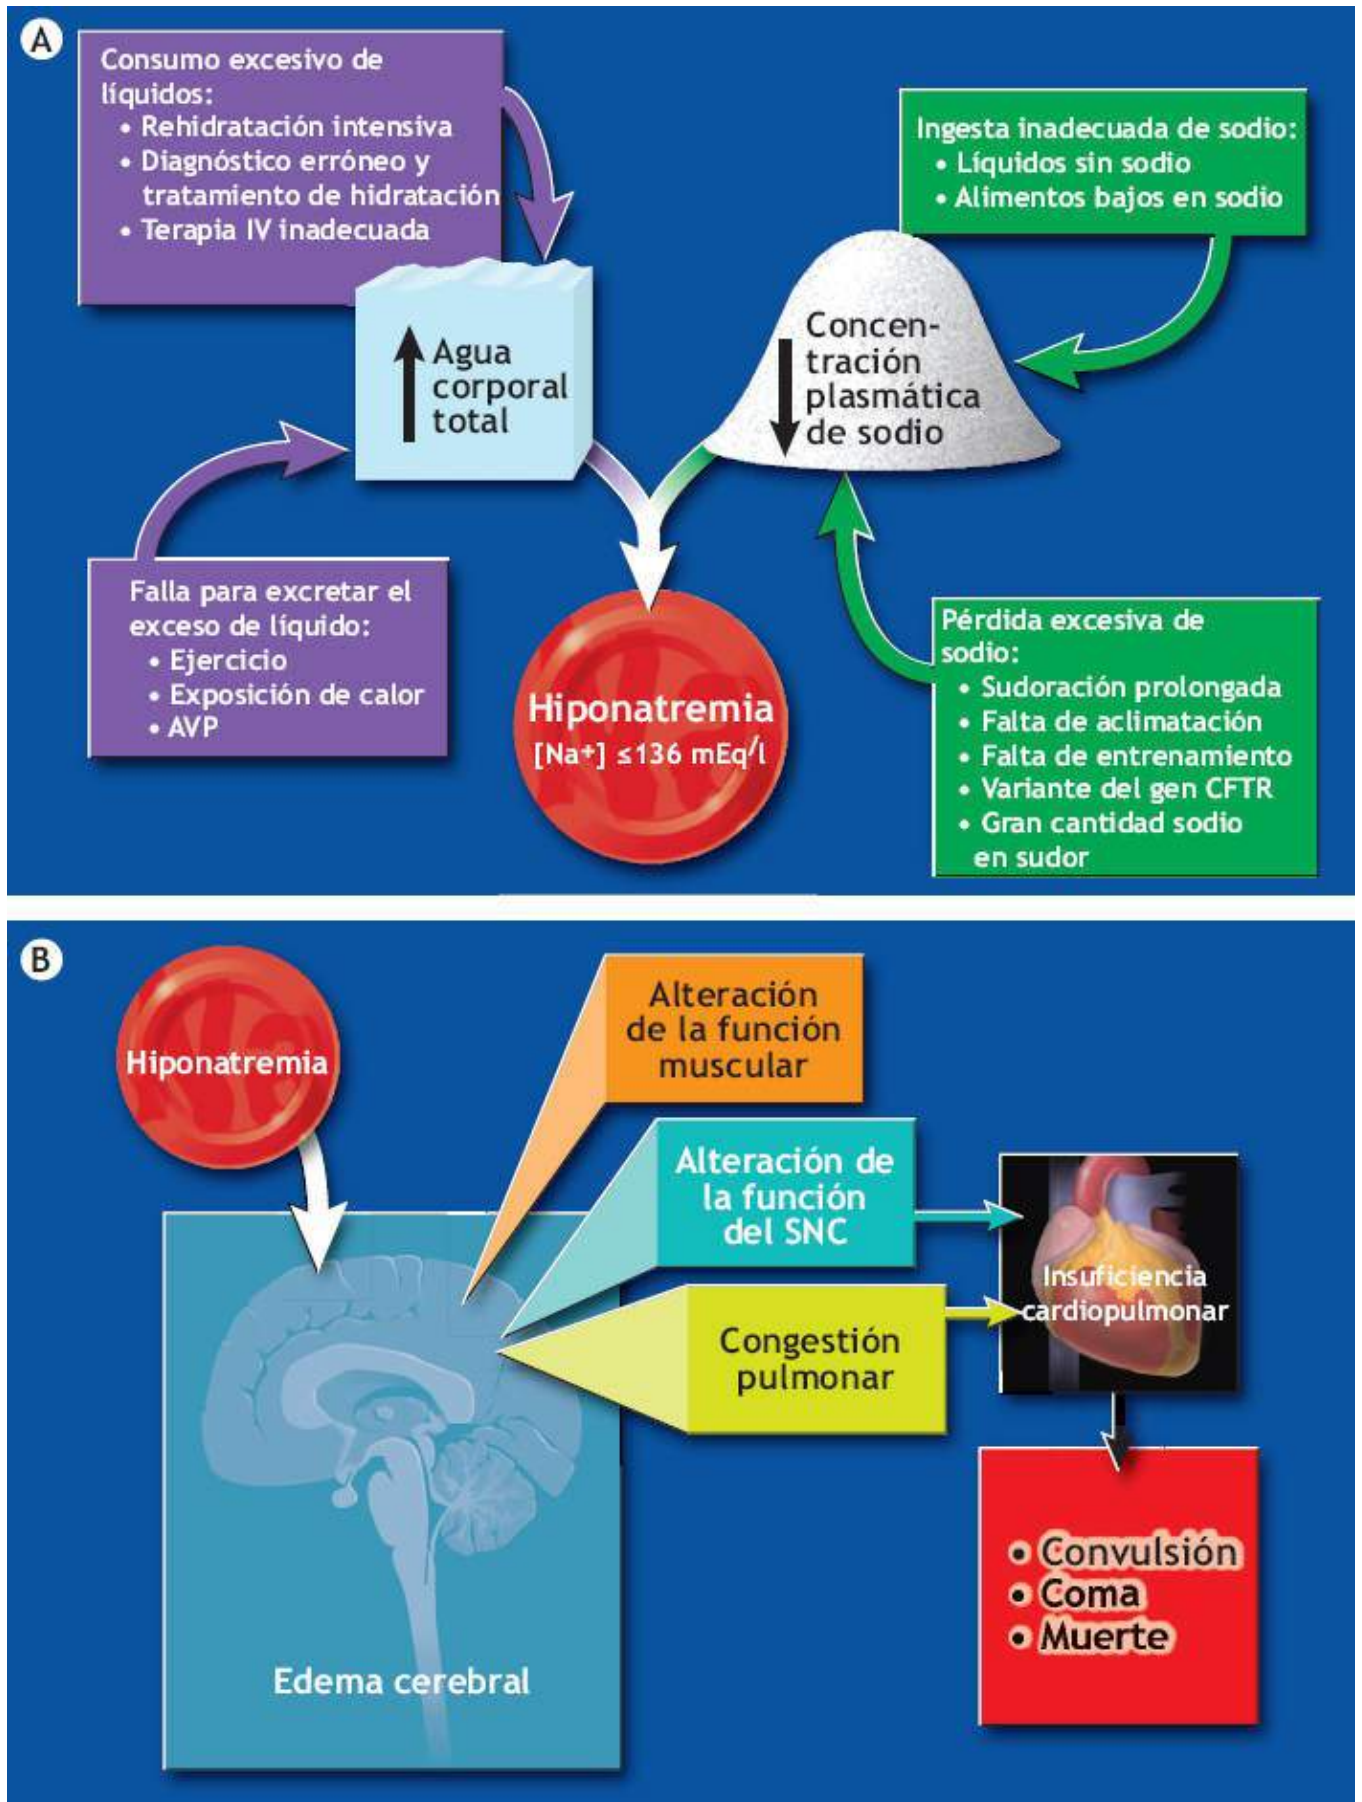 A
Consumo excesivo de
líquidos:
• Rehidratación intensiva
• Diagnóstico erróneo y
tratamiento de hidratación
• Terapia IV inadecuada
Ingesta inadecuada de sodio:
• Líquidos sin sodio
• Alimentos bajos en sodio
Agua
corporal
total
Concen-
tración
plasmática
de sodio
Falla para excretar el
exceso de líquido:
• Ejercicio
• Exposición de calor
• AVP
Hiponatremia
[Na+] ≤136 mEq/l
Pérdida excesiva de
sodio:
• Sudoración prolongada
• Falta de aclimatación
• Falta de entrenamiento
• Variante del gen CFTR
• Gran cantidad sodio
en sudor
B
Hiponatremia
Alteración
de la función
muscular
Alteración de
la función
del SNC
Congestión
pulmonar
Insuficiencia
cardiopulmonar
• Convulsión
• Coma
• Muerte
Edema cerebral